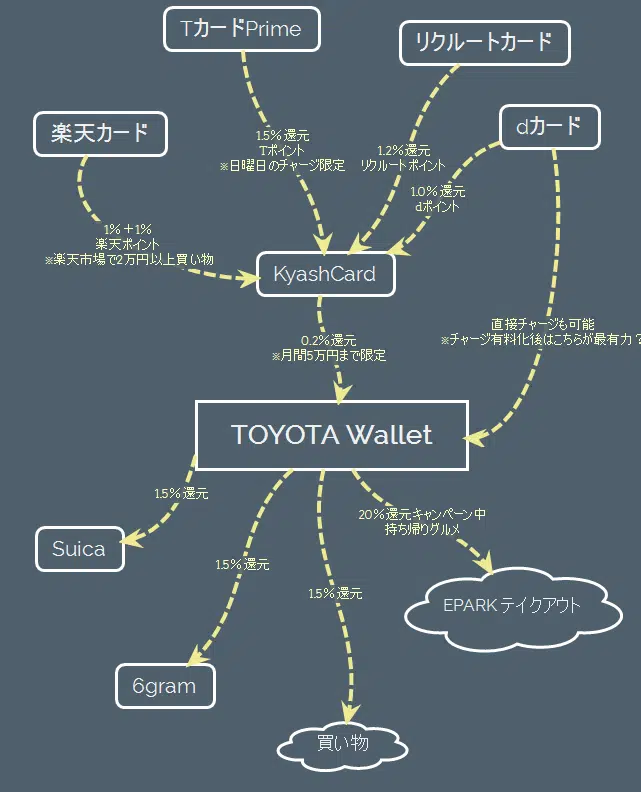 TカードPrime
リクルートカード
楽天カード
dカード
1.5%還元
Tポイント
※日曜日のチャージ限定
1.2%還元
リクルートポイント
1.0%還元
dポイント
1%＋1%
楽天ポイント
※楽天市場で2万円以上買い物
KyashCard
直接チャージも可能
※チャージ有料化後はこちらが最有力？
0.2%還元
※月間5万円まで限定
TOYOTA Wallet
1.5%還元
20%還元キャンペーン中
持ち帰りグルメ
Suica
1.5%還元
1.5%還元
EPARKテイクアウト
6gram
買い物